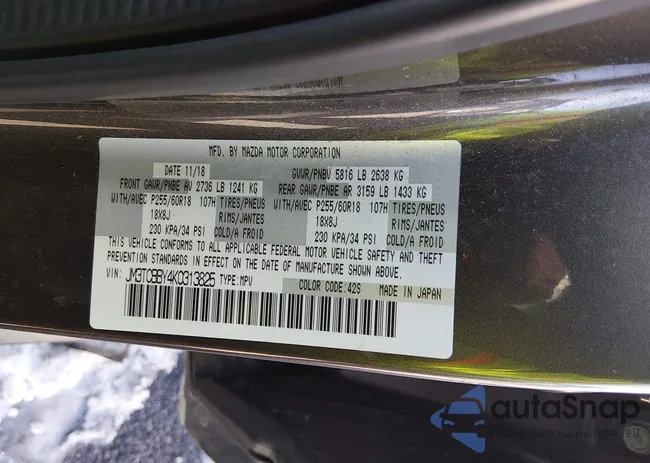 MFD. BY MAZDA MOTOR CORPORATION
DATE 11/18 GVWR/PNBV 5816 LB 2638 KG
FRONT GAWR/PNBE AV 2736 LB 1241 KG REAR GAWR/PNBE AR 3159 LB 1433 KG
WITH/AVEC P255/60R18 107H TIRES/PNEUS WITH/AVEC P255/60R18 107H TIRES/PNEUS
18X8J RIMS/JANTES 18X8J RIMS/JANTES
230 KPA/34 PSI COLD/A FROID 230 KPA/34 PSI COLD/A FROID
THIS VEHICLE CONFORMS TO ALL APPLICABLE FEDERAL MOTOR VEHICLE SAFETY AND THEFT
PREVENTION STANDARDS IN EFFECT ON THE DATE OF MANUFACTURE SHOWN ABOVE.
VIN: JM3TCBBY4K0313825 TYPE:MPV
COLOR CODE:42S MADE IN JAPAN
autoSnap